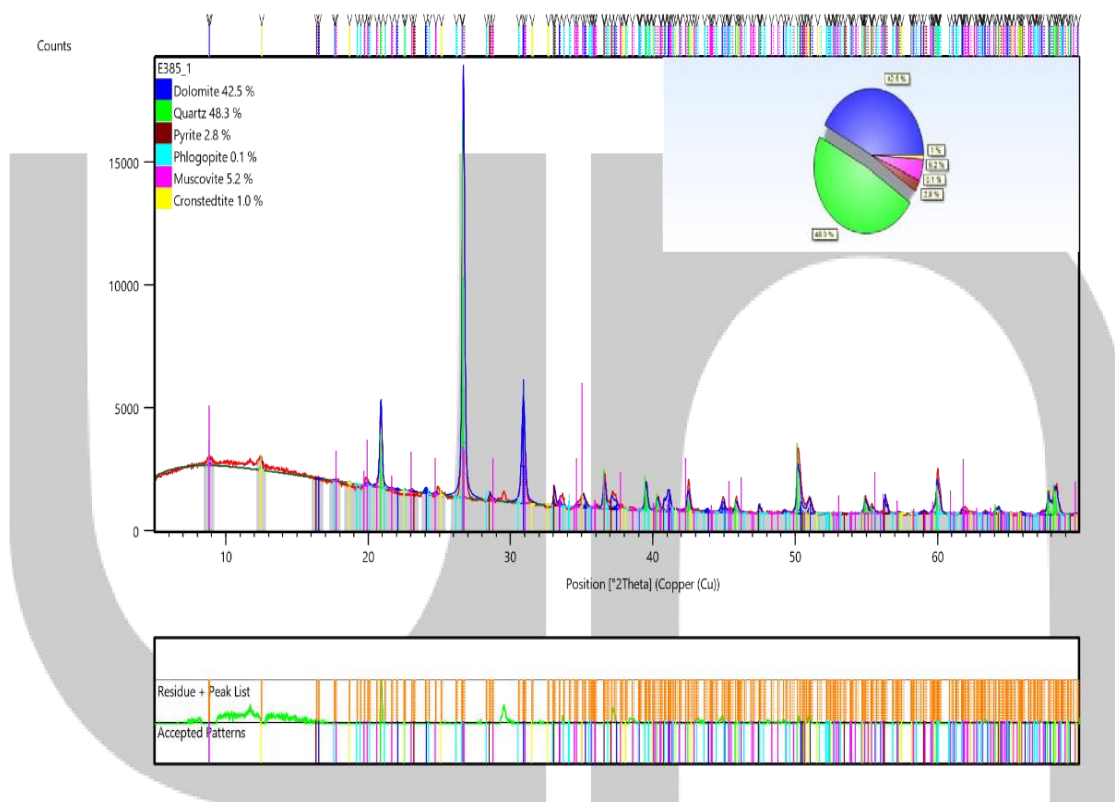 Counts
E385_1
Dolomite 42.5 %
Quartz 48.3 %
Pyrite 2.8 %
Phlogopite 0.1 %
Muscovite 5.2 %
Cronstedtite 1.0 %
42.5 %
1 %
5.2 %
0.1 %
2.8 %
48.3 %
15000
10000
5000
0
10 20 30 40 50 60
Position [°2Theta] (Copper (Cu))
Residue + Peak List
Accepted Patterns